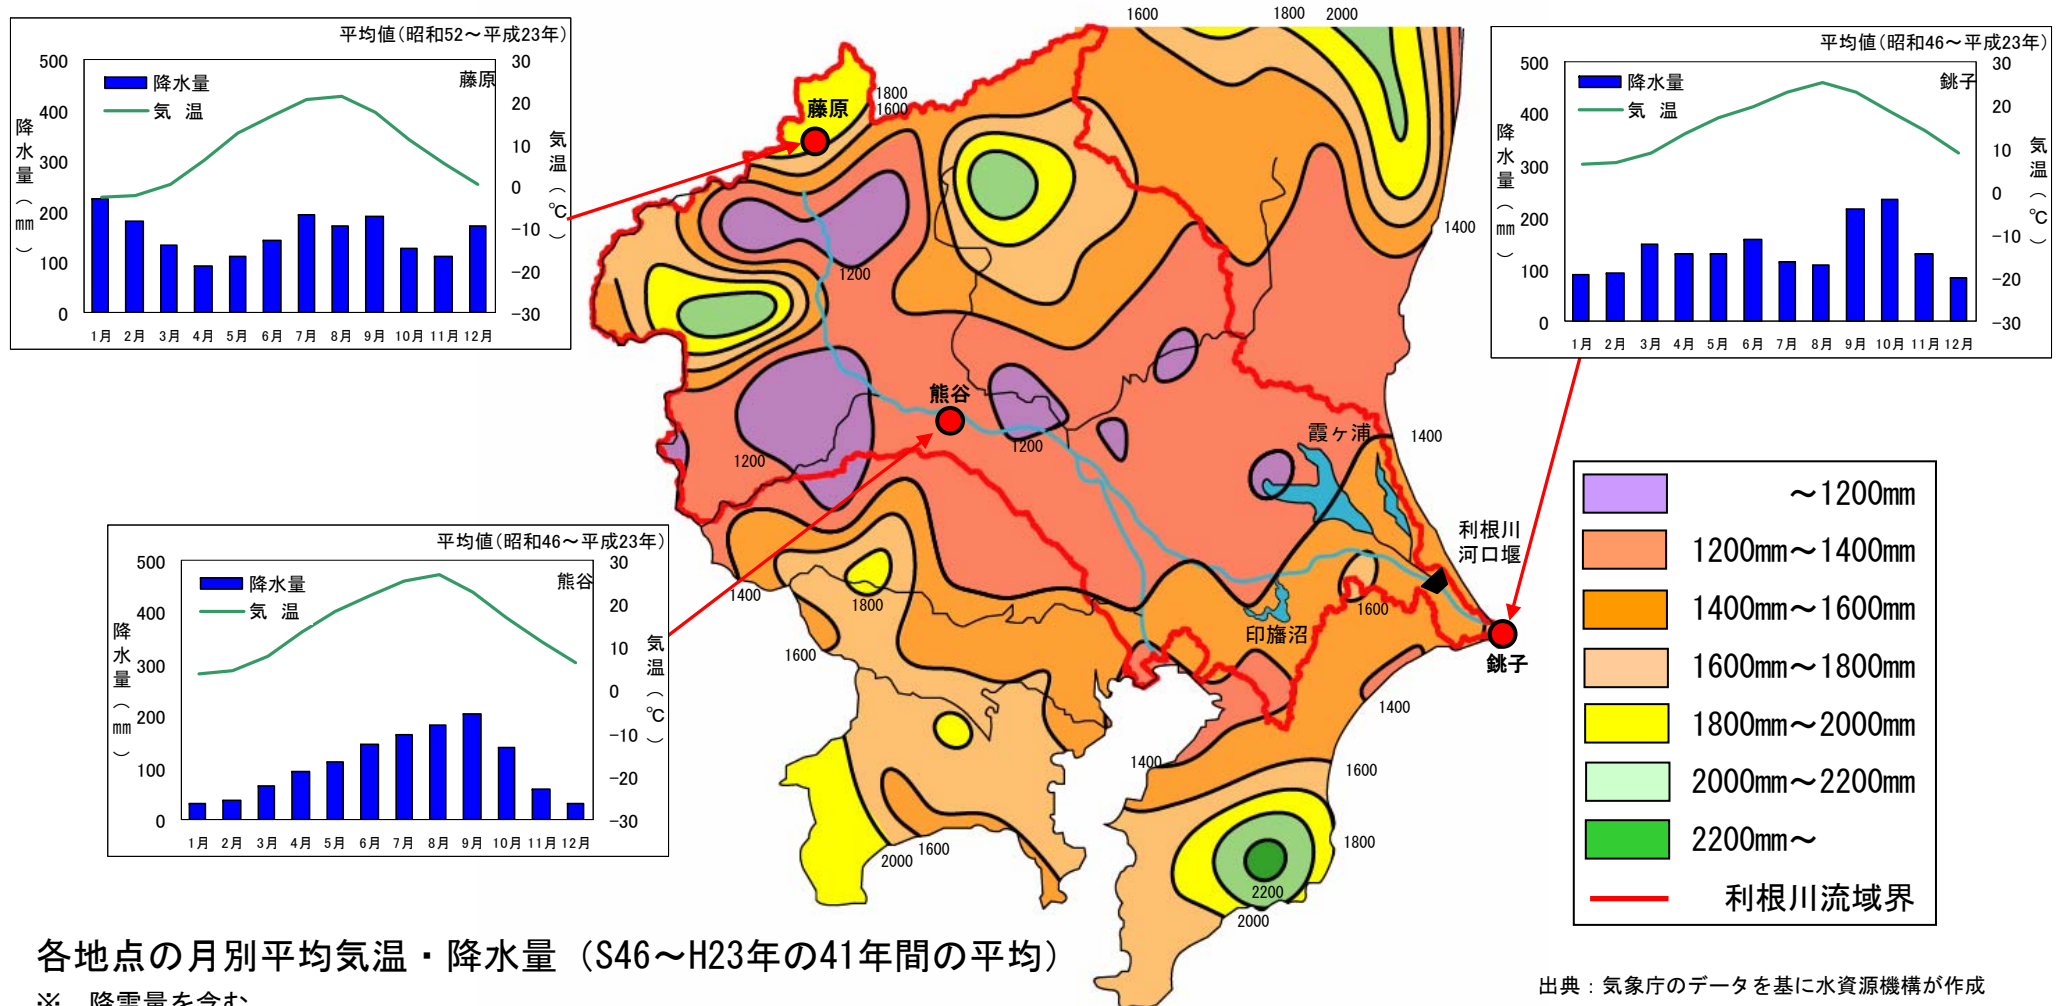 平均値(昭和52～平成23年)
藤原
降水量
気 温
降水量(mm)
500
400
300
200
100
0
気温(℃)
30
20
10
0
-10
-20
-30
1月 2月 3月 4月 5月 6月 7月 8月 9月 10月 11月 12月
平均値(昭和46～平成23年)
銚子
降水量
気 温
降水量(mm)
500
400
300
200
100
0
気温(℃)
30
20
10
0
-10
-20
-30
1月 2月 3月 4月 5月 6月 7月 8月 9月 10月 11月 12月
平均値(昭和46～平成23年)
熊谷
降水量
気 温
降水量(mm)
500
400
300
200
100
0
気温(℃)
30
20
10
0
-10
-20
-30
1月 2月 3月 4月 5月 6月 7月 8月 9月 10月 11月 12月
1600
1800
2000
1800
1600
藤原
1400
1200
熊谷
1200
1200
霞ヶ浦
1400
利根川
河口堰
1400
1800
1600
1600
印旛沼
銚子
1400
1400
1600
1800
2000
1600
2200
2000
～1200mm
1200mm～1400mm
1400mm～1600mm
1600mm～1800mm
1800mm～2000mm
2000mm～2200mm
2200mm～
利根川流域界
各地点の月別平均気温・降水量（S46～H23年の41年間の平均）
※ 降雪量を含む
出典：気象庁のデータを基に水資源機構が作成